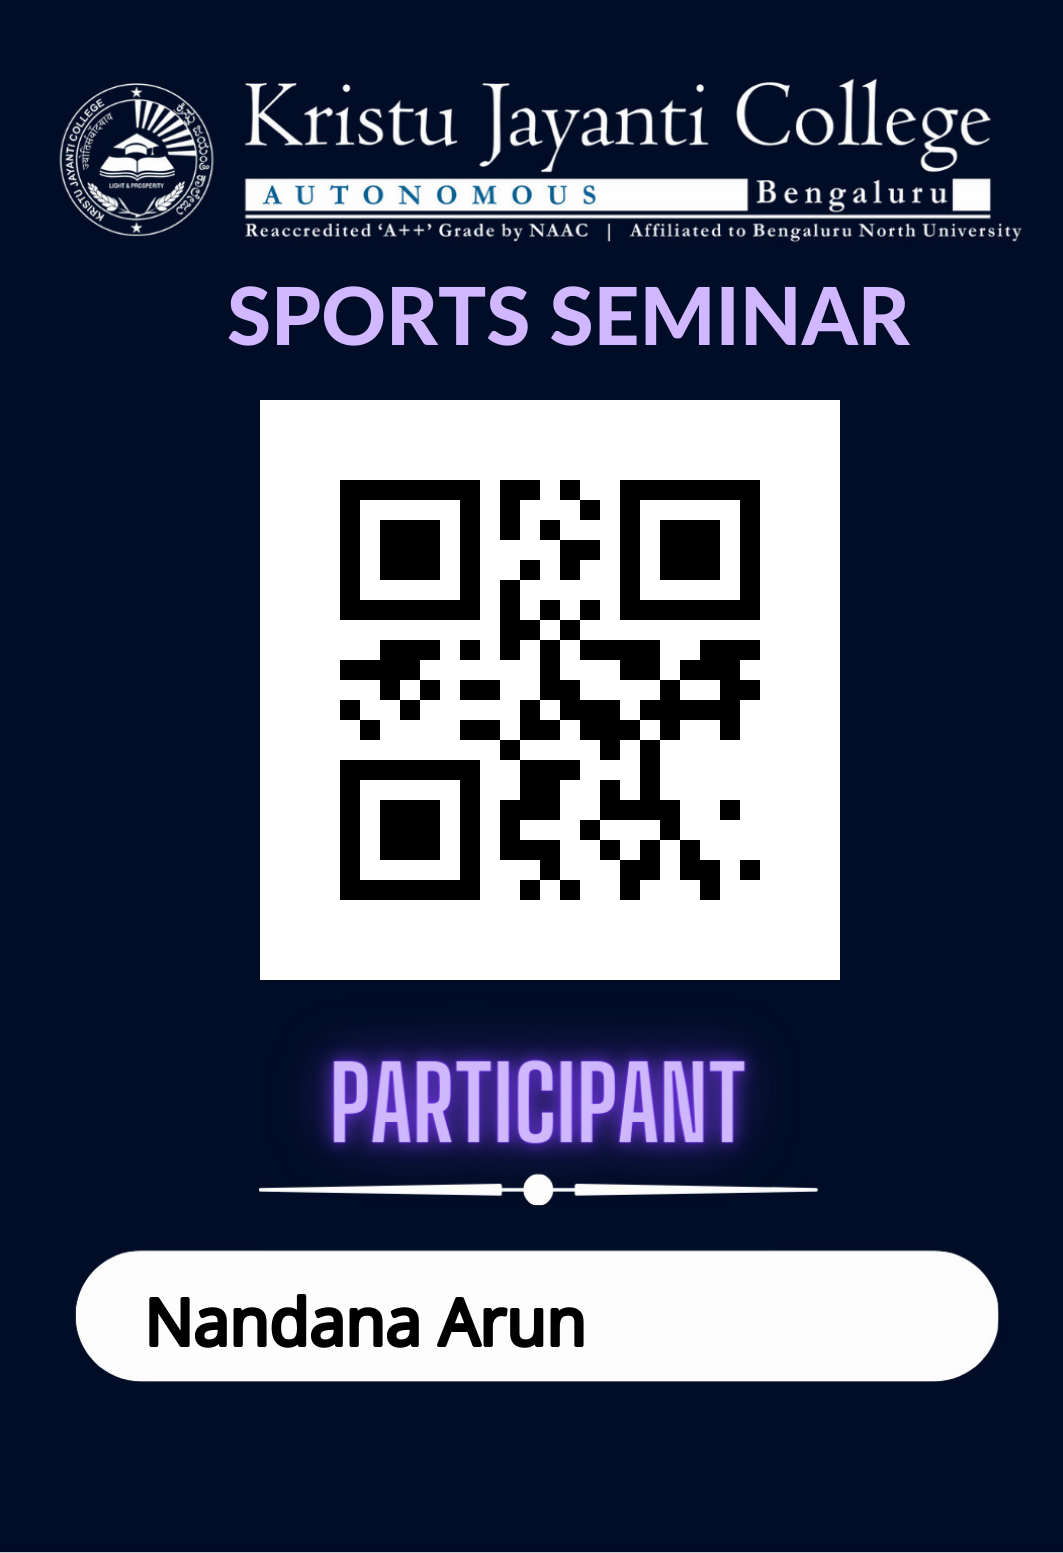 KRISTU JAYANTI COLLEGE
LIGHT & PROSPERITY
Kristu Jayanti College
AUTONOMOUS Bengaluru
Reaccredited ‘A++’ Grade by NAAC | Affiliated to Bengaluru North University
SPORTS SEMINAR
PARTICIPANT
Nandana Arun